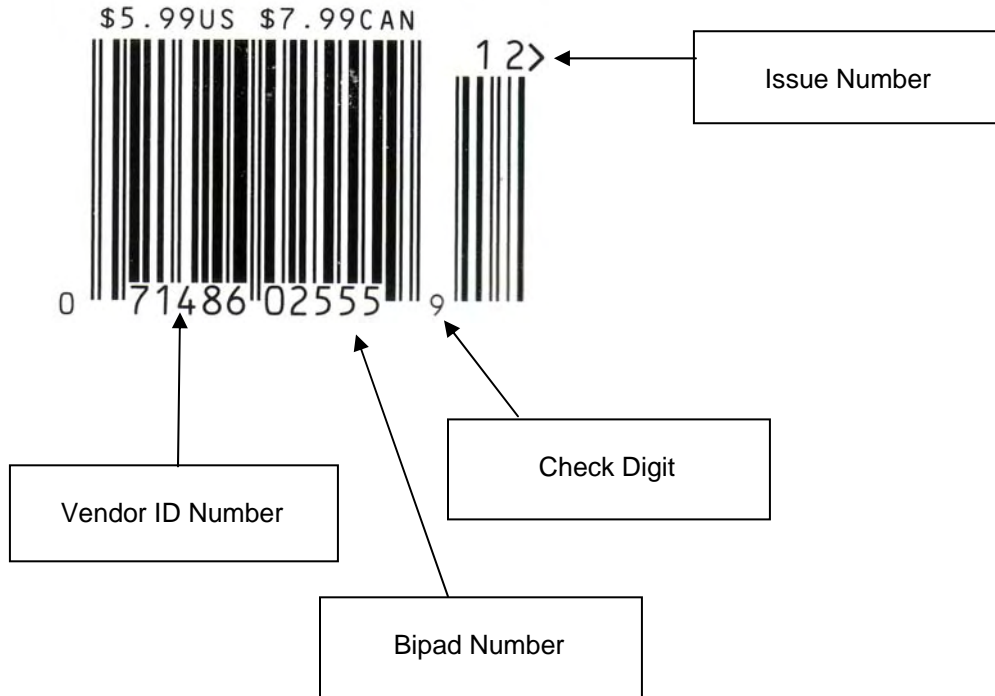 $5.99US $7.99CAN
12>
Issue Number
0 71486 02555 9
Check Digit
Vendor ID Number
Bipad Number